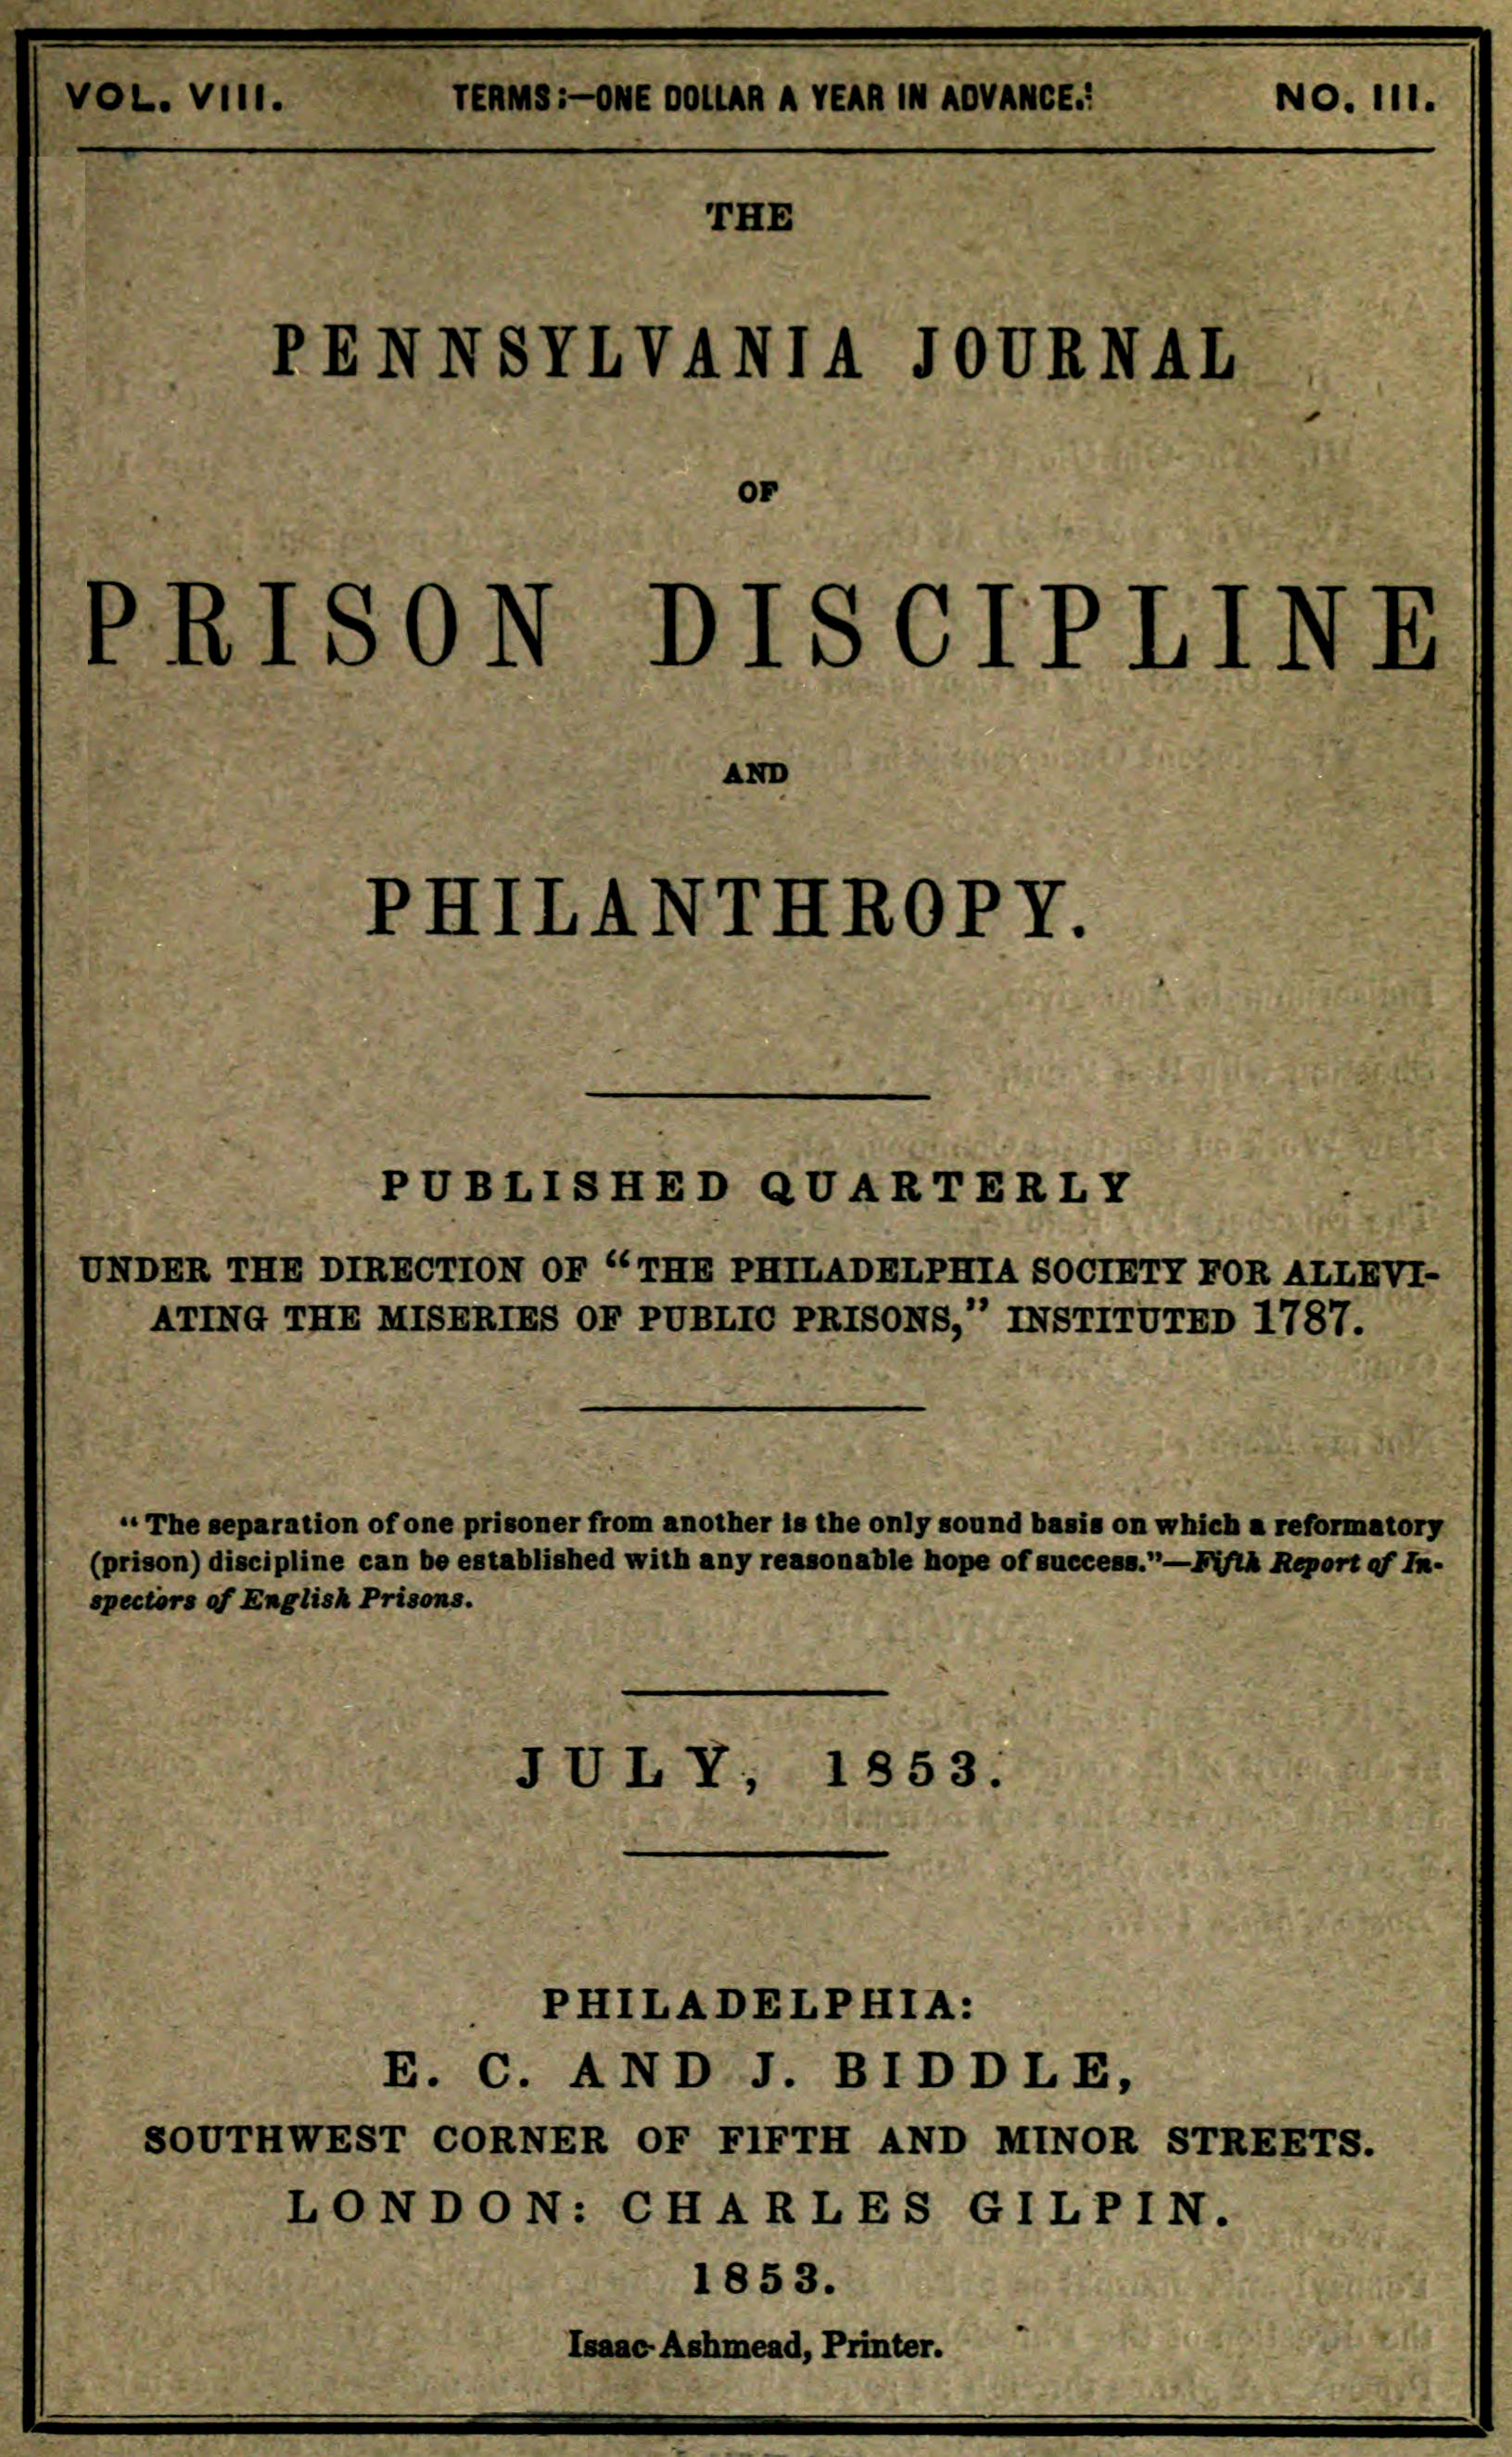 VOL. VIII. TERMS:—ONE DOLLAR A YEAR IN ADVANCE. NO. III.
THE
PENNSYLVANIA JOURNAL
OF
PRISON DISCIPLINE
AND
PHILANTHROPY.
PUBLISHED QUARTERLY
UNDER THE DIRECTION OF “THE PHILADELPHIA SOCIETY FOR ALLEVI-
ATING THE MISERIES OF PUBLIC PRISONS,” INSTITUTED 1787.
“The separation of one prisoner from another is the only sound basis on which a reformatory
(prison) discipline can be established with any reasonable hope of success.”—Fifth Report of In-
spectors of English Prisons.
JULY, 1853.
PHILADELPHIA:
E. C. AND J. BIDDLE,
SOUTHWEST CORNER OF FIFTH AND MINOR STREETS.
LONDON: CHARLES GILPIN.
1853.
Isaac Ashmead, Printer.